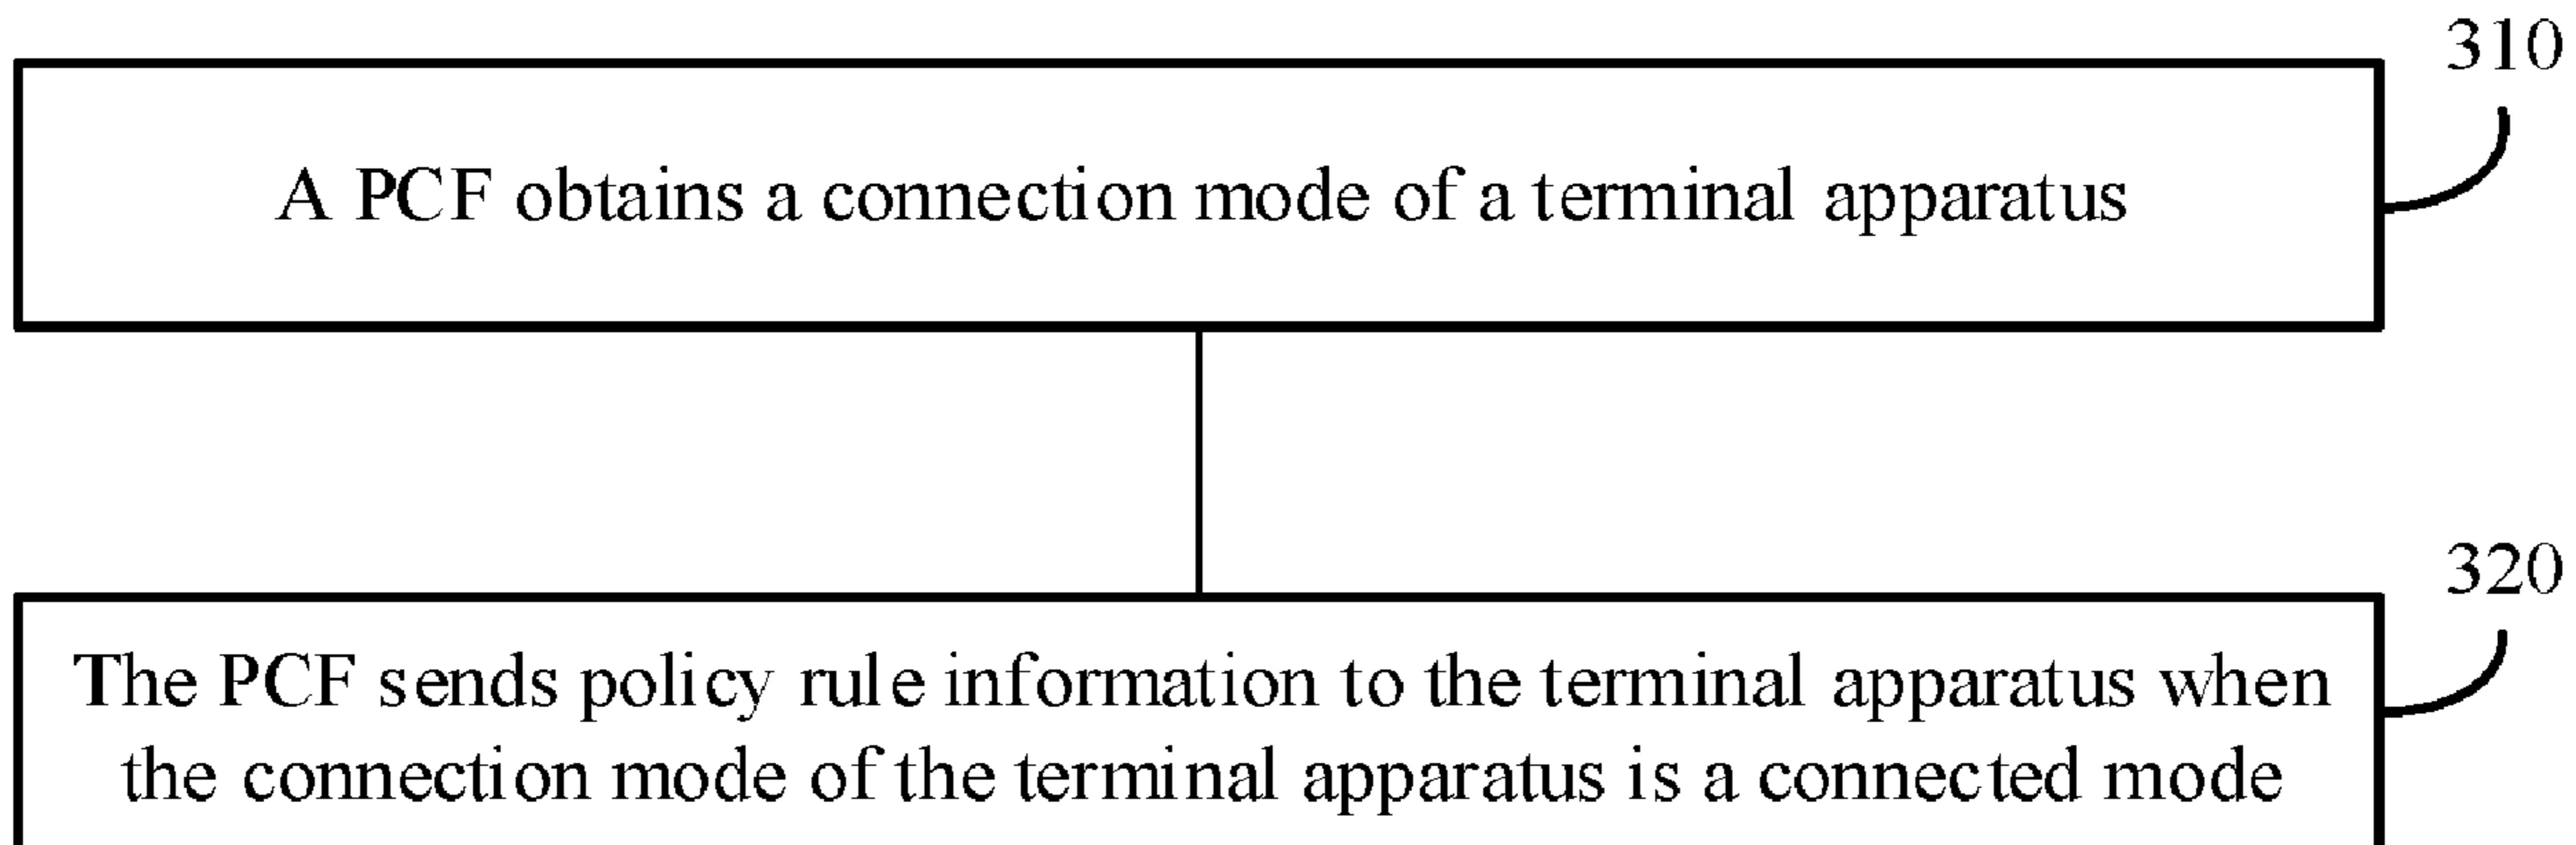 310
A PCF obtains a connection mode of a terminal apparatus
320
The PCF sends policy rule information to the terminal apparatus when
the connection mode of the terminal apparatus is a connected mode